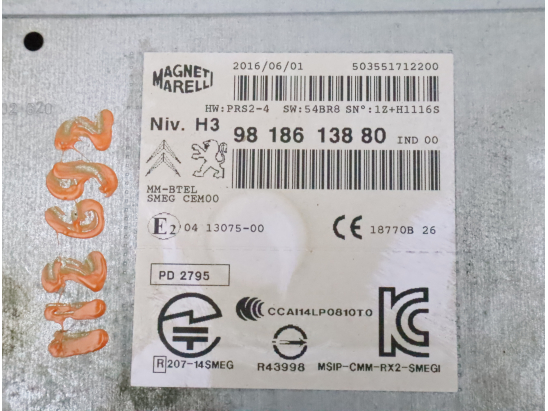 MAGNETI MARELLI
2016/06/01 503551712200
HW:PRS2-4 SW:54BR8 SN°:1Z+H1116S
Niv. H3 98 186 138 80 IND 00
MM-BTEL
SMEG CEM00
E2 04 13075-00 CE 18770B 26
PD 2795
CCAI14LP0810T0
R 207-14SMEG R43998 MSIP-CMM-RX2-SMEGI
112692